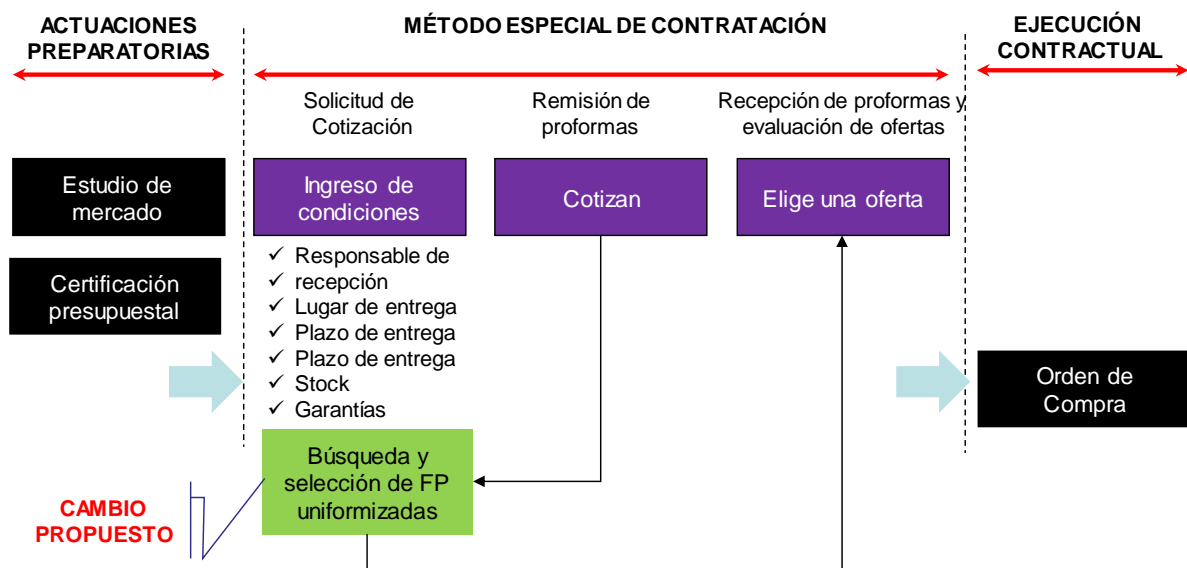 ACTUACIONES
PREPARATORIAS
MÉTODO ESPECIAL DE CONTRATACIÓN
EJECUCIÓN
CONTRACTUAL
Solicitud de
Cotización
Remisión de
proformas
Recepción de proformas y
evaluación de ofertas
Estudio de
mercado
Certificación
presupuestal
Ingreso de
condiciones
Cotizan
Elige una oferta
✓ Responsable de
✓ recepción
✓ Lugar de entrega
✓ Plazo de entrega
✓ Plazo de entrega
✓ Stock
✓ Garantías
Búsqueda y
selección de FP
uniformizadas
CAMBIO
PROPUESTO
Orden de
Compra